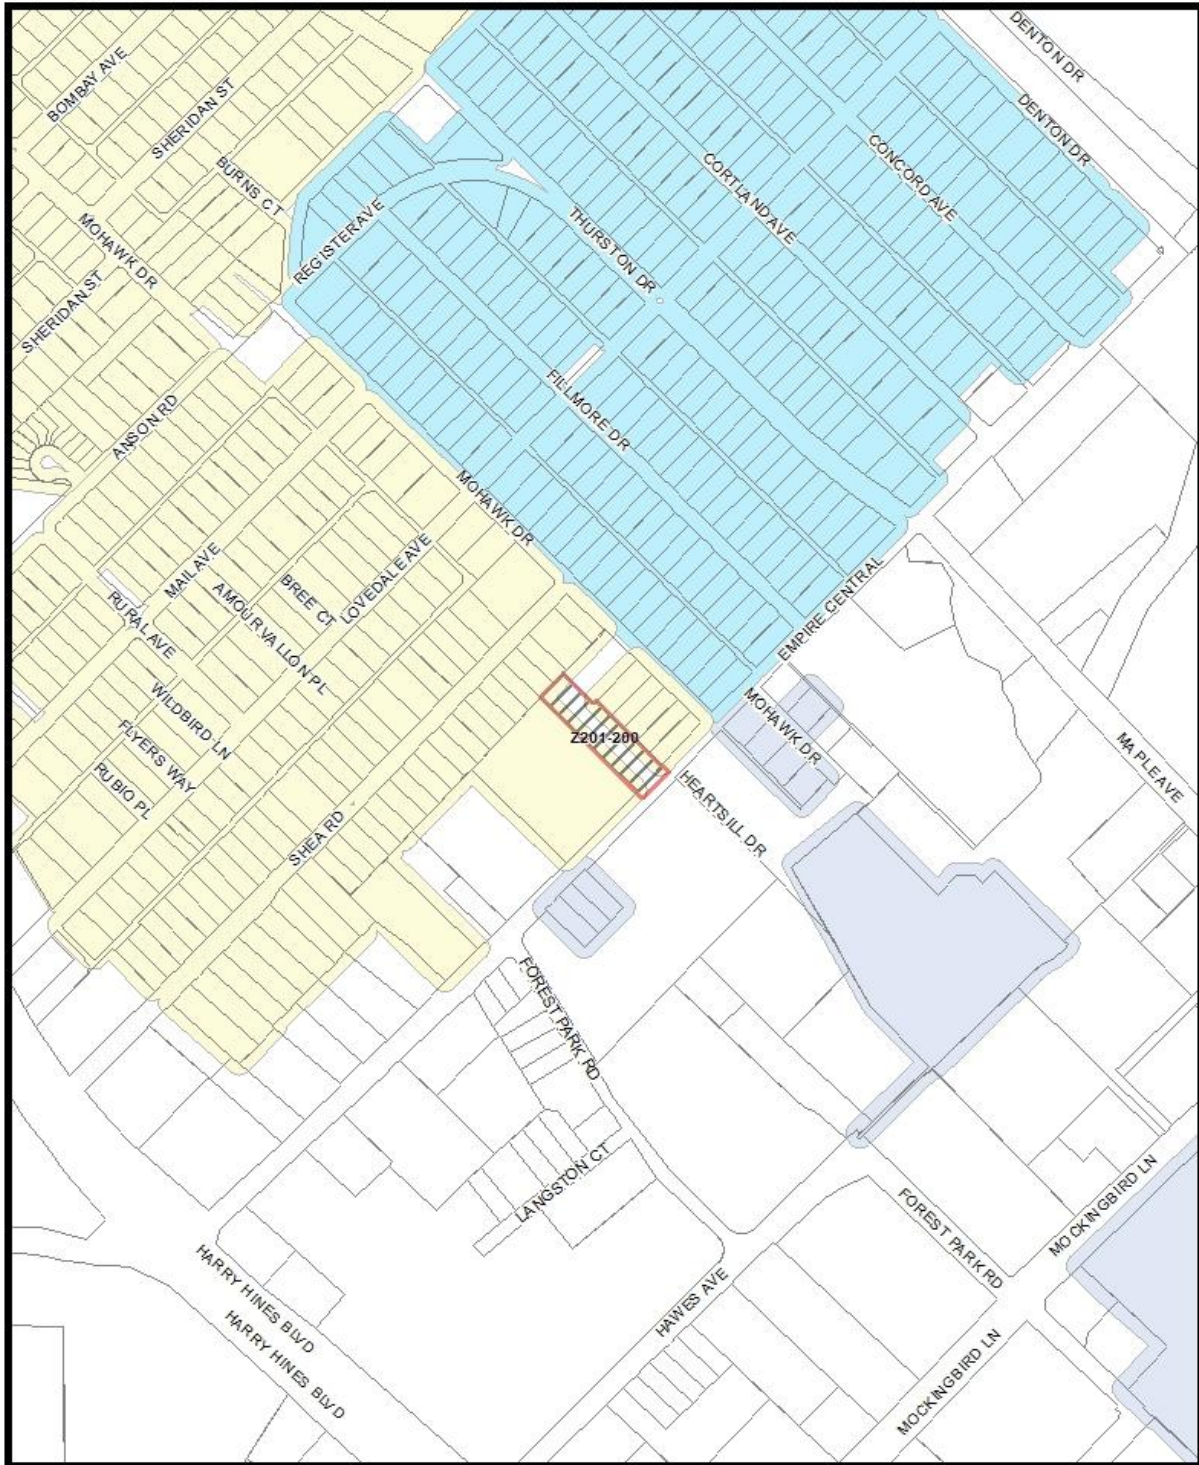 DENTON DR
BOMBAY AVE
SHERIDAN ST
DENTON DR
BURNS CT
CORTLAND AVE
CONCORD AVE
MOHAWK DR
REGISTER AVE
THURSTON DR
SHERIDAN ST
ANSON RD
FILLMORE DR
MOHAWK DR
MAIL AVE
BREE CT
LOVEDALE AVE
RURAL AVE
AMOUR VALLON PL
EMPIRE CENTRAL
WILDBIRD LN
FLYERS WAY
RUBIO PL
Z201-200
MOHAWK DR
MAPLE AVE
HEARTSILL DR
SHEA RD
FOREST PARK RD
LANGSTON CT
FOREST PARK RD
MOCKINGBIRD LN
HARRY HINES BLVD
HARRY HINES BLVD
HAWES AVE
MOCKINGBIRD LN